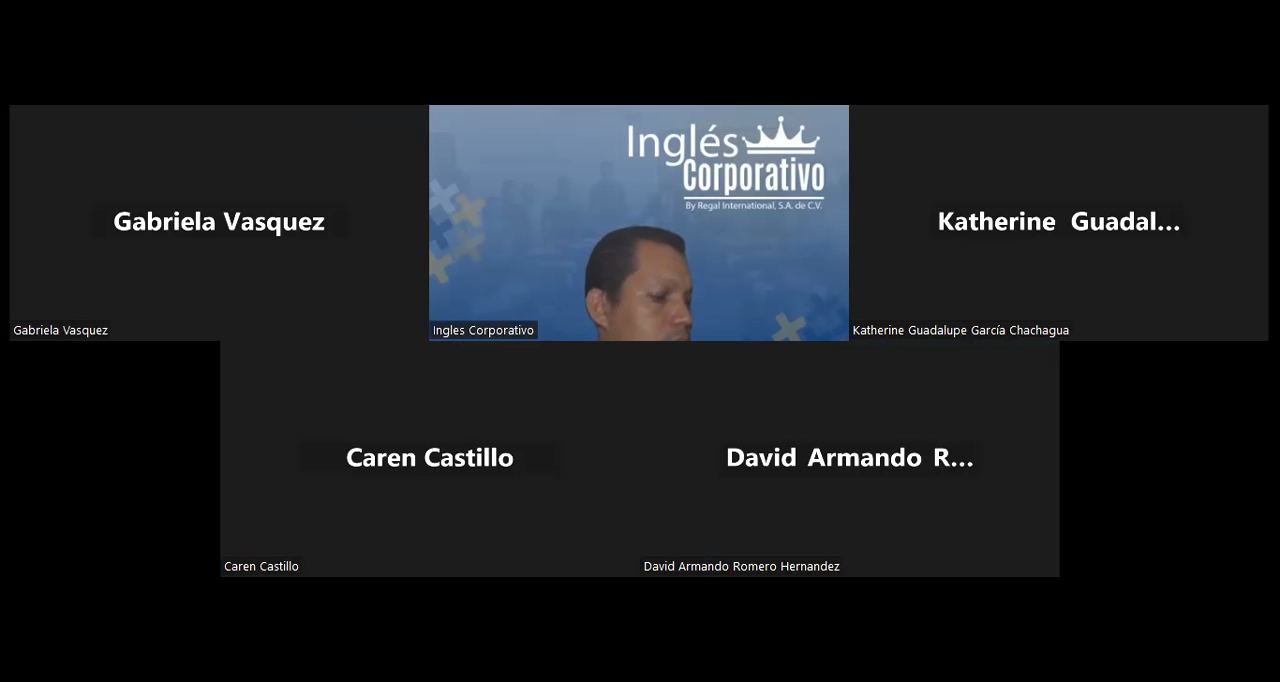 Gabriela Vasquez
Gabriela Vasquez
Inglés
Corporativo
By Regal International, S.A. de C.V.
Ingles Corporativo
Katherine Guadal...
Katherine Guadalupe García Chachagua
Caren Castillo
Caren Castillo
David Armando R...
David Armando Romero Hernandez